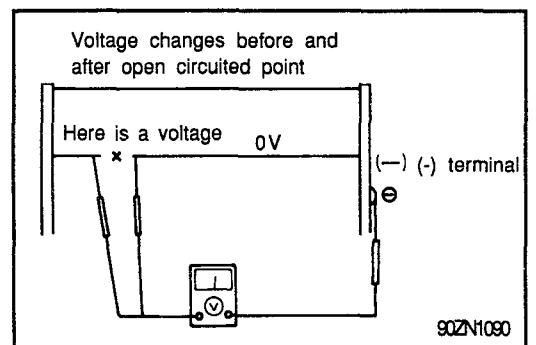 Voltage changes before and
after open circuited point
Here is a voltage
0V
(—) (-) terminal
⊖
V
90ZN1090